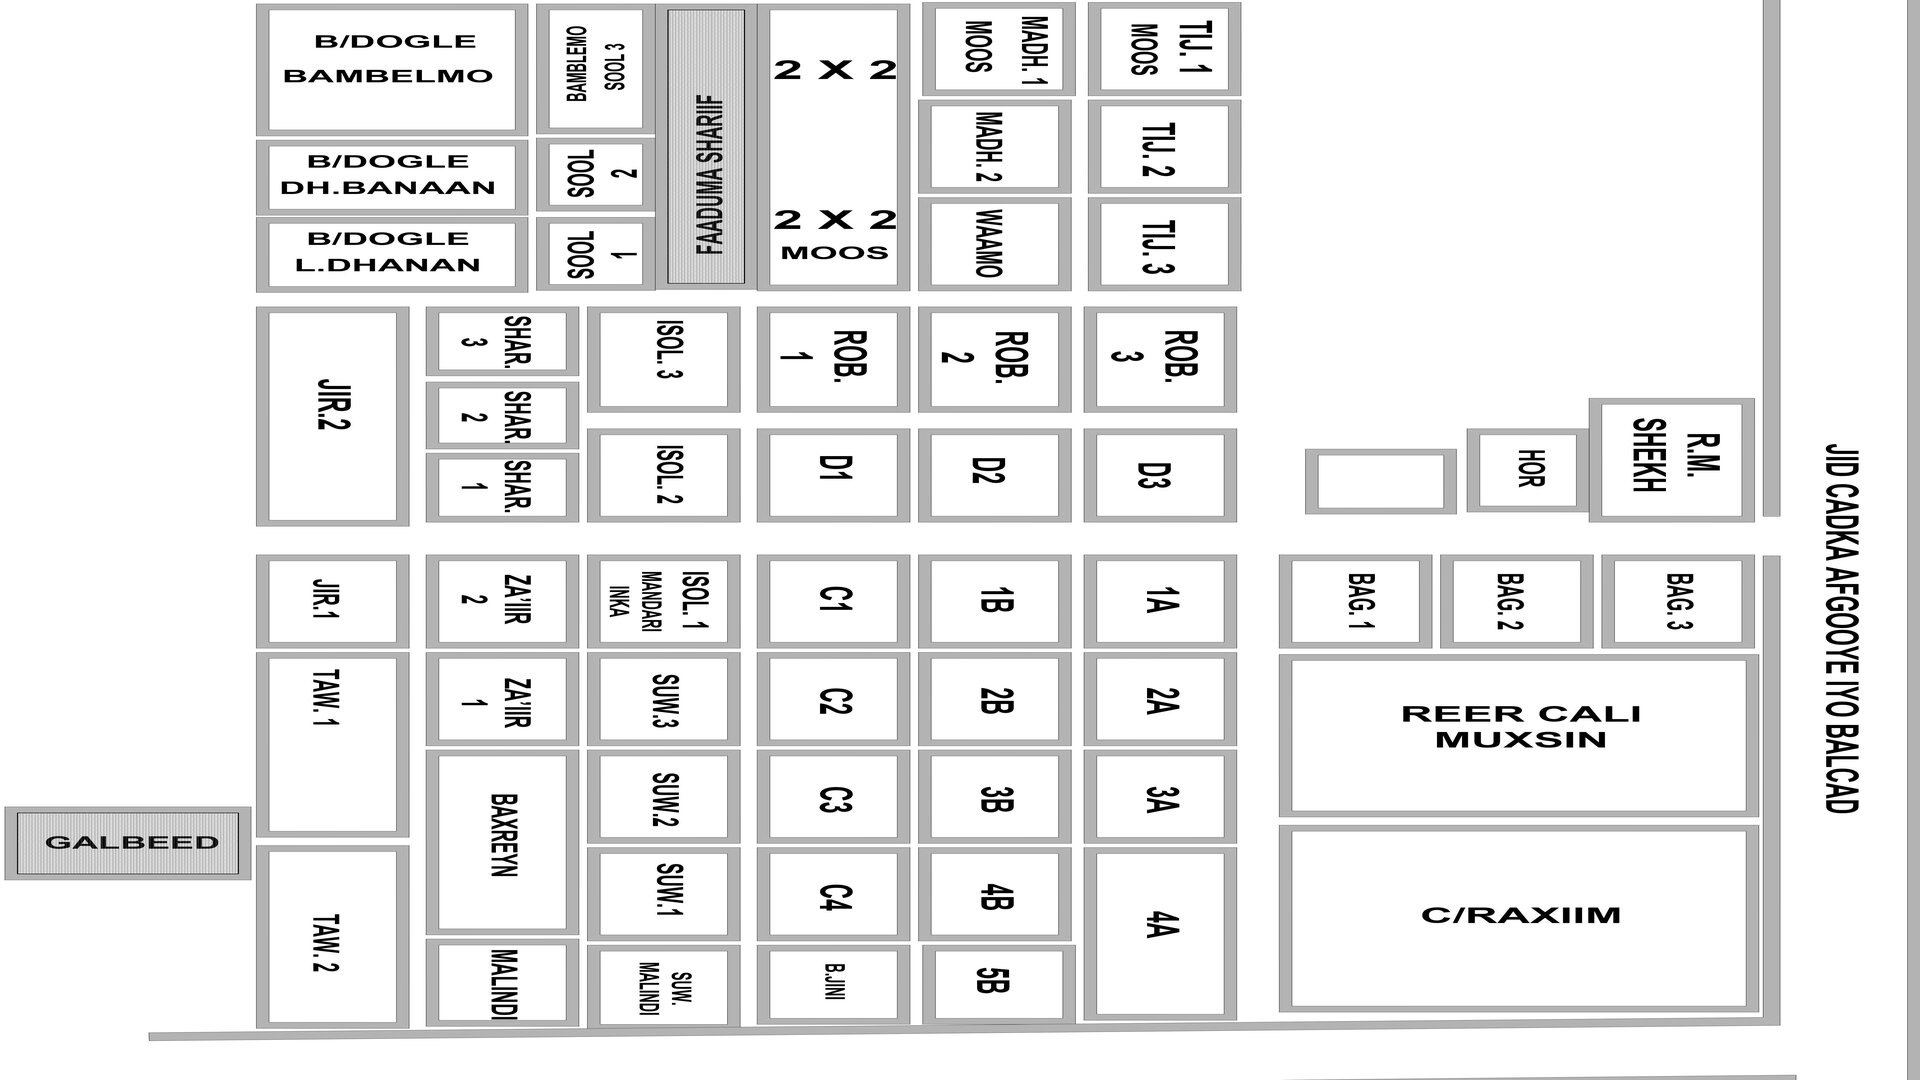 B/DOGLE
BAMBELMO
SOOL 3
BAMBLEMO
FAADUMA SHARIIF
2 X 2
2 X 2
MOOS
MADH. 1
MOOS
TIJ. 1
MOOS
B/DOGLE
DH.BANAAN
2
SOOL
MADH. 2
TIJ. 2
B/DOGLE
L.DHANAN
1
SOOL
WAAMO
TIJ. 3
JIR.2
SHAR.
3
SHAR.
2
SHAR.
1
ISOL. 3
ISOL. 2
ROB.
1
ROB.
2
ROB.
3
D1
D2
D3
HOR
R.M.
SHEKH
JID CADKA AFGOOYE IYO BALCAD
JIR.1
ZA'IIR
2
ISOL. 1
MANDARI
INKA
C1
1B
1A
BAG. 1
BAG. 2
BAG. 3
TAW. 1
ZA'IIR
1
SUW.3
C2
2B
2A
REER CALI
MUXSIN
BAXREYN
SUW.2
C3
3B
3A
GALBEED
TAW. 2
SUW.1
C4
4B
4A
C/RAXIIM
MALINDI
SUW.
MALINDI
B.JINI
5B